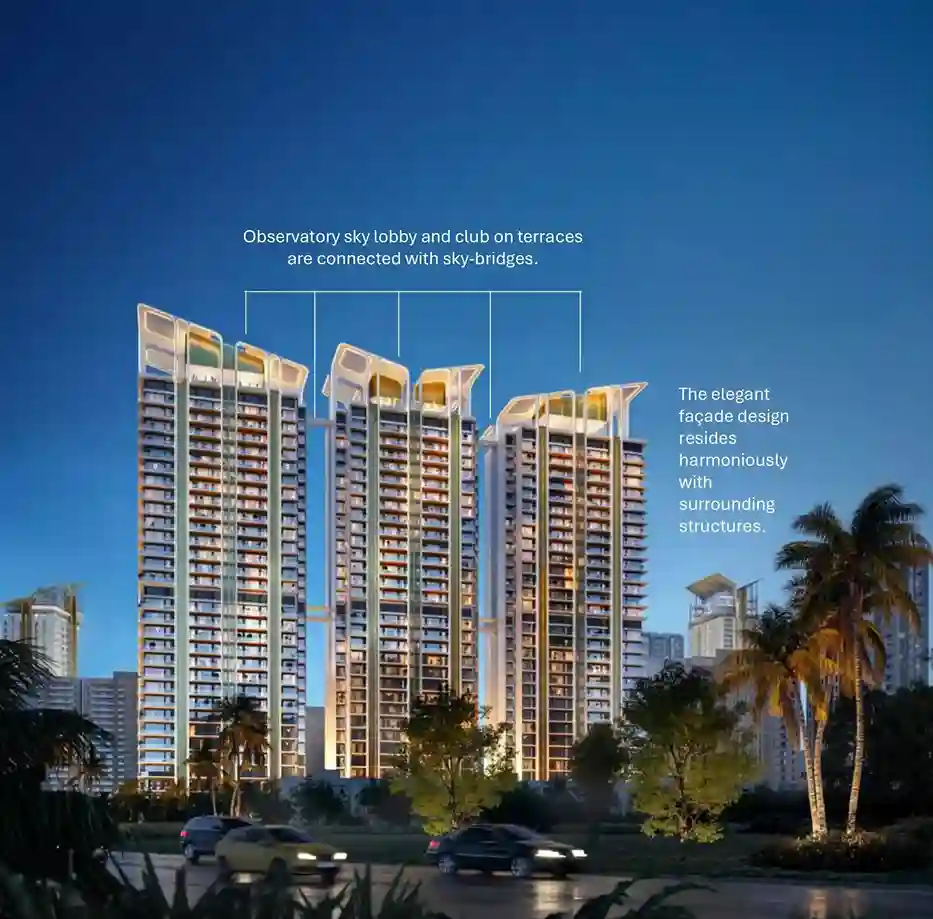 Observatory sky lobby and club on terraces
are connected with sky-bridges.
The elegant
façade design
resides
harmoniously
with
surrounding
structures.